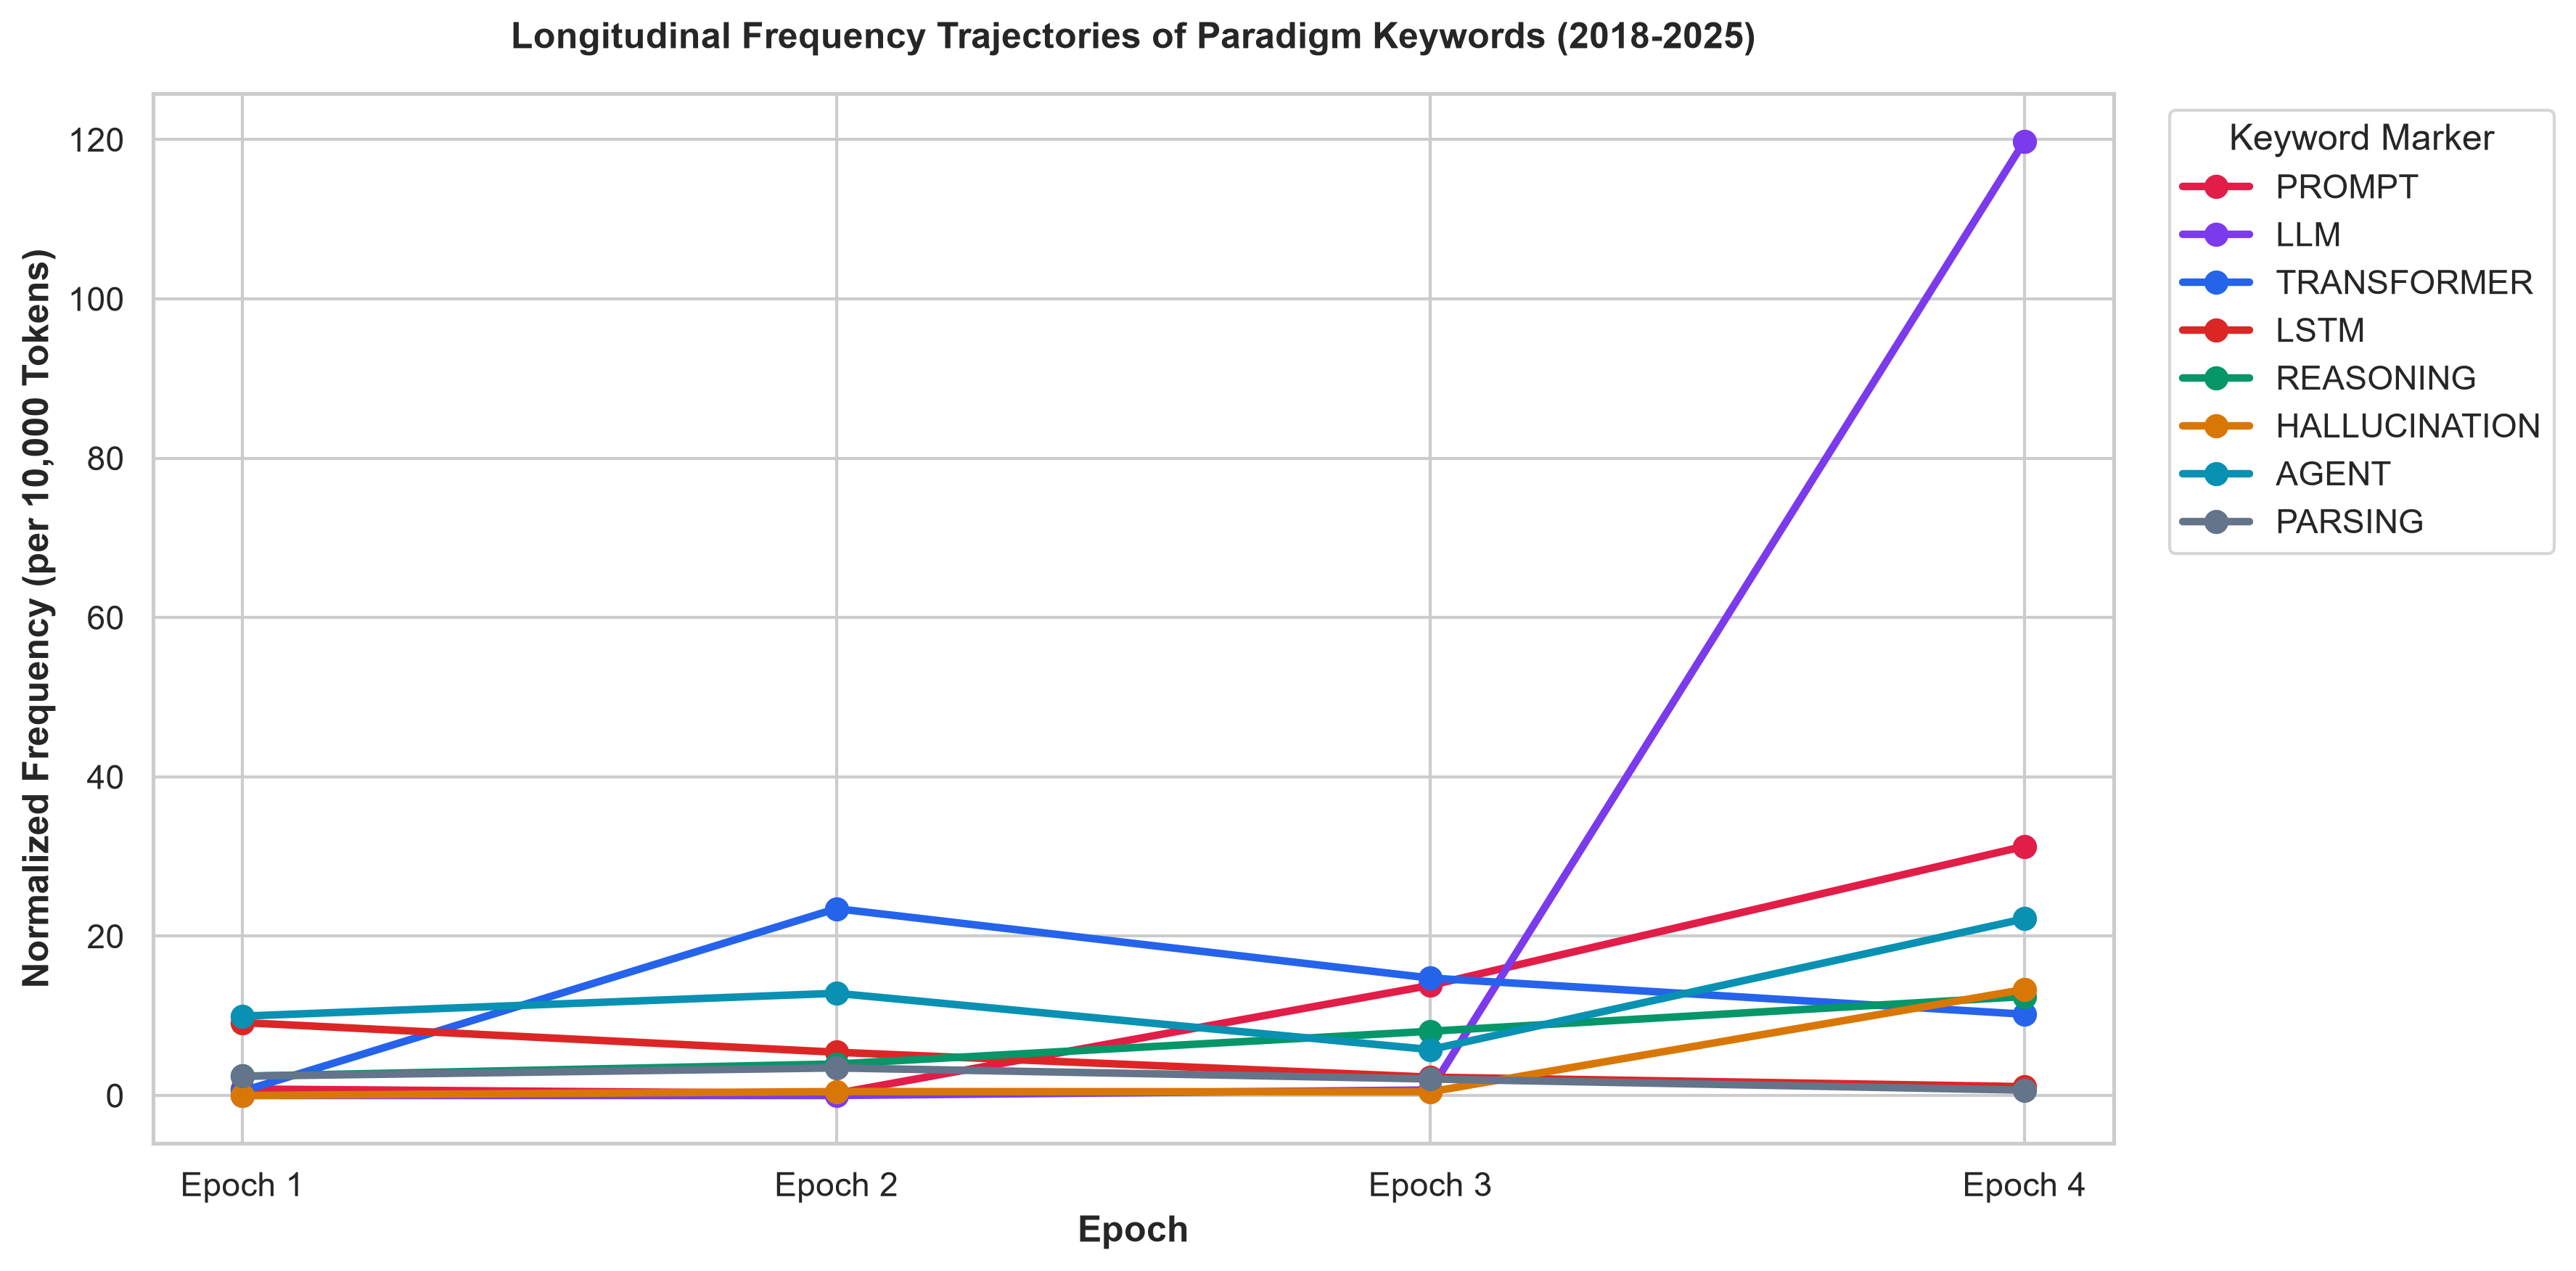 Longitudinal Frequency Trajectories of Paradigm Keywords (2018-2025)
Normalized Frequency (per 10,000 Tokens)
120
100
80
60
40
20
0
Epoch 1
Epoch 2
Epoch 3
Epoch 4
Epoch
Keyword Marker
PROMPT
LLM
TRANSFORMER
LSTM
REASONING
HALLUCINATION
AGENT
PARSING